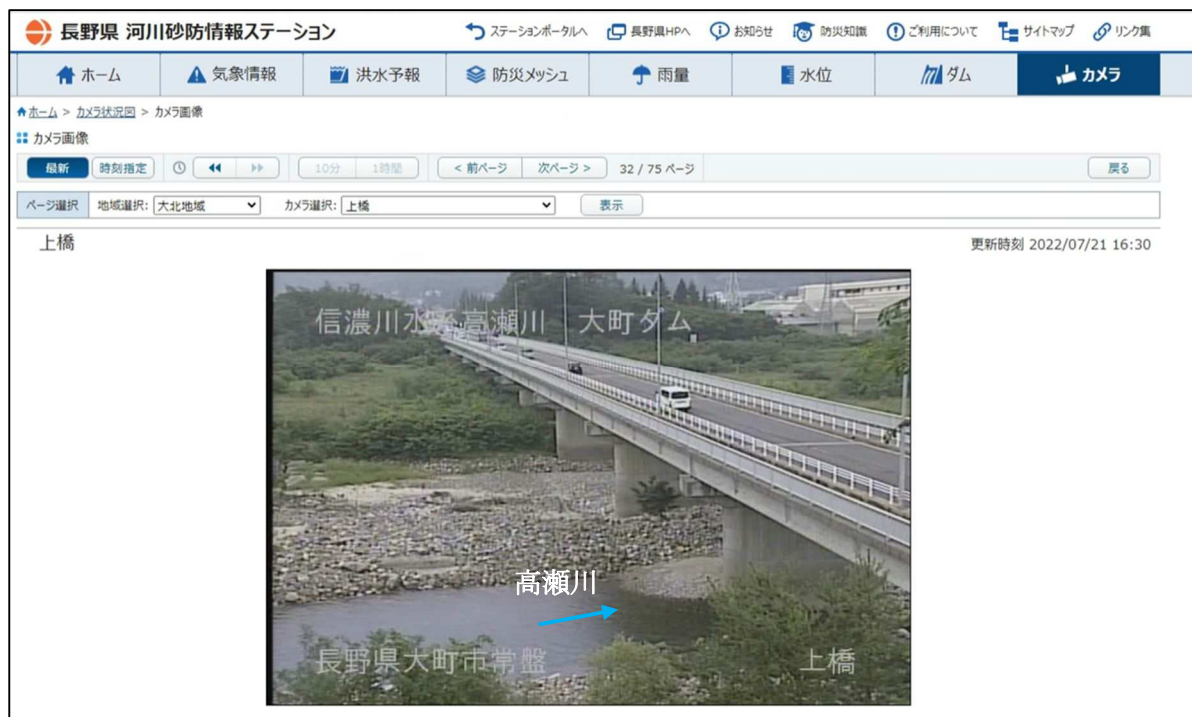 長野県 河川砂防情報ステーション
ステーションポータルへ 長野県HPへ お知らせ 防災知識 ご利用について サイトマップ リンク集
ホーム 気象情報 洪水予報 防災メッシュ 雨量 水位 ダム カメラ
ホーム > カメラ状況図 > カメラ画像
カメラ画像
最新 時刻指定 10分 1時間 < 前ページ 次ページ > 32 / 75 ページ 戻る
ページ選択 地域選択: 大北地域 カメラ選択: 上橋 表示
上橋 更新時刻 2022/07/21 16:30
信濃川水系高瀬川 大町ダム
高瀬川
長野県大町市常盤 上橋